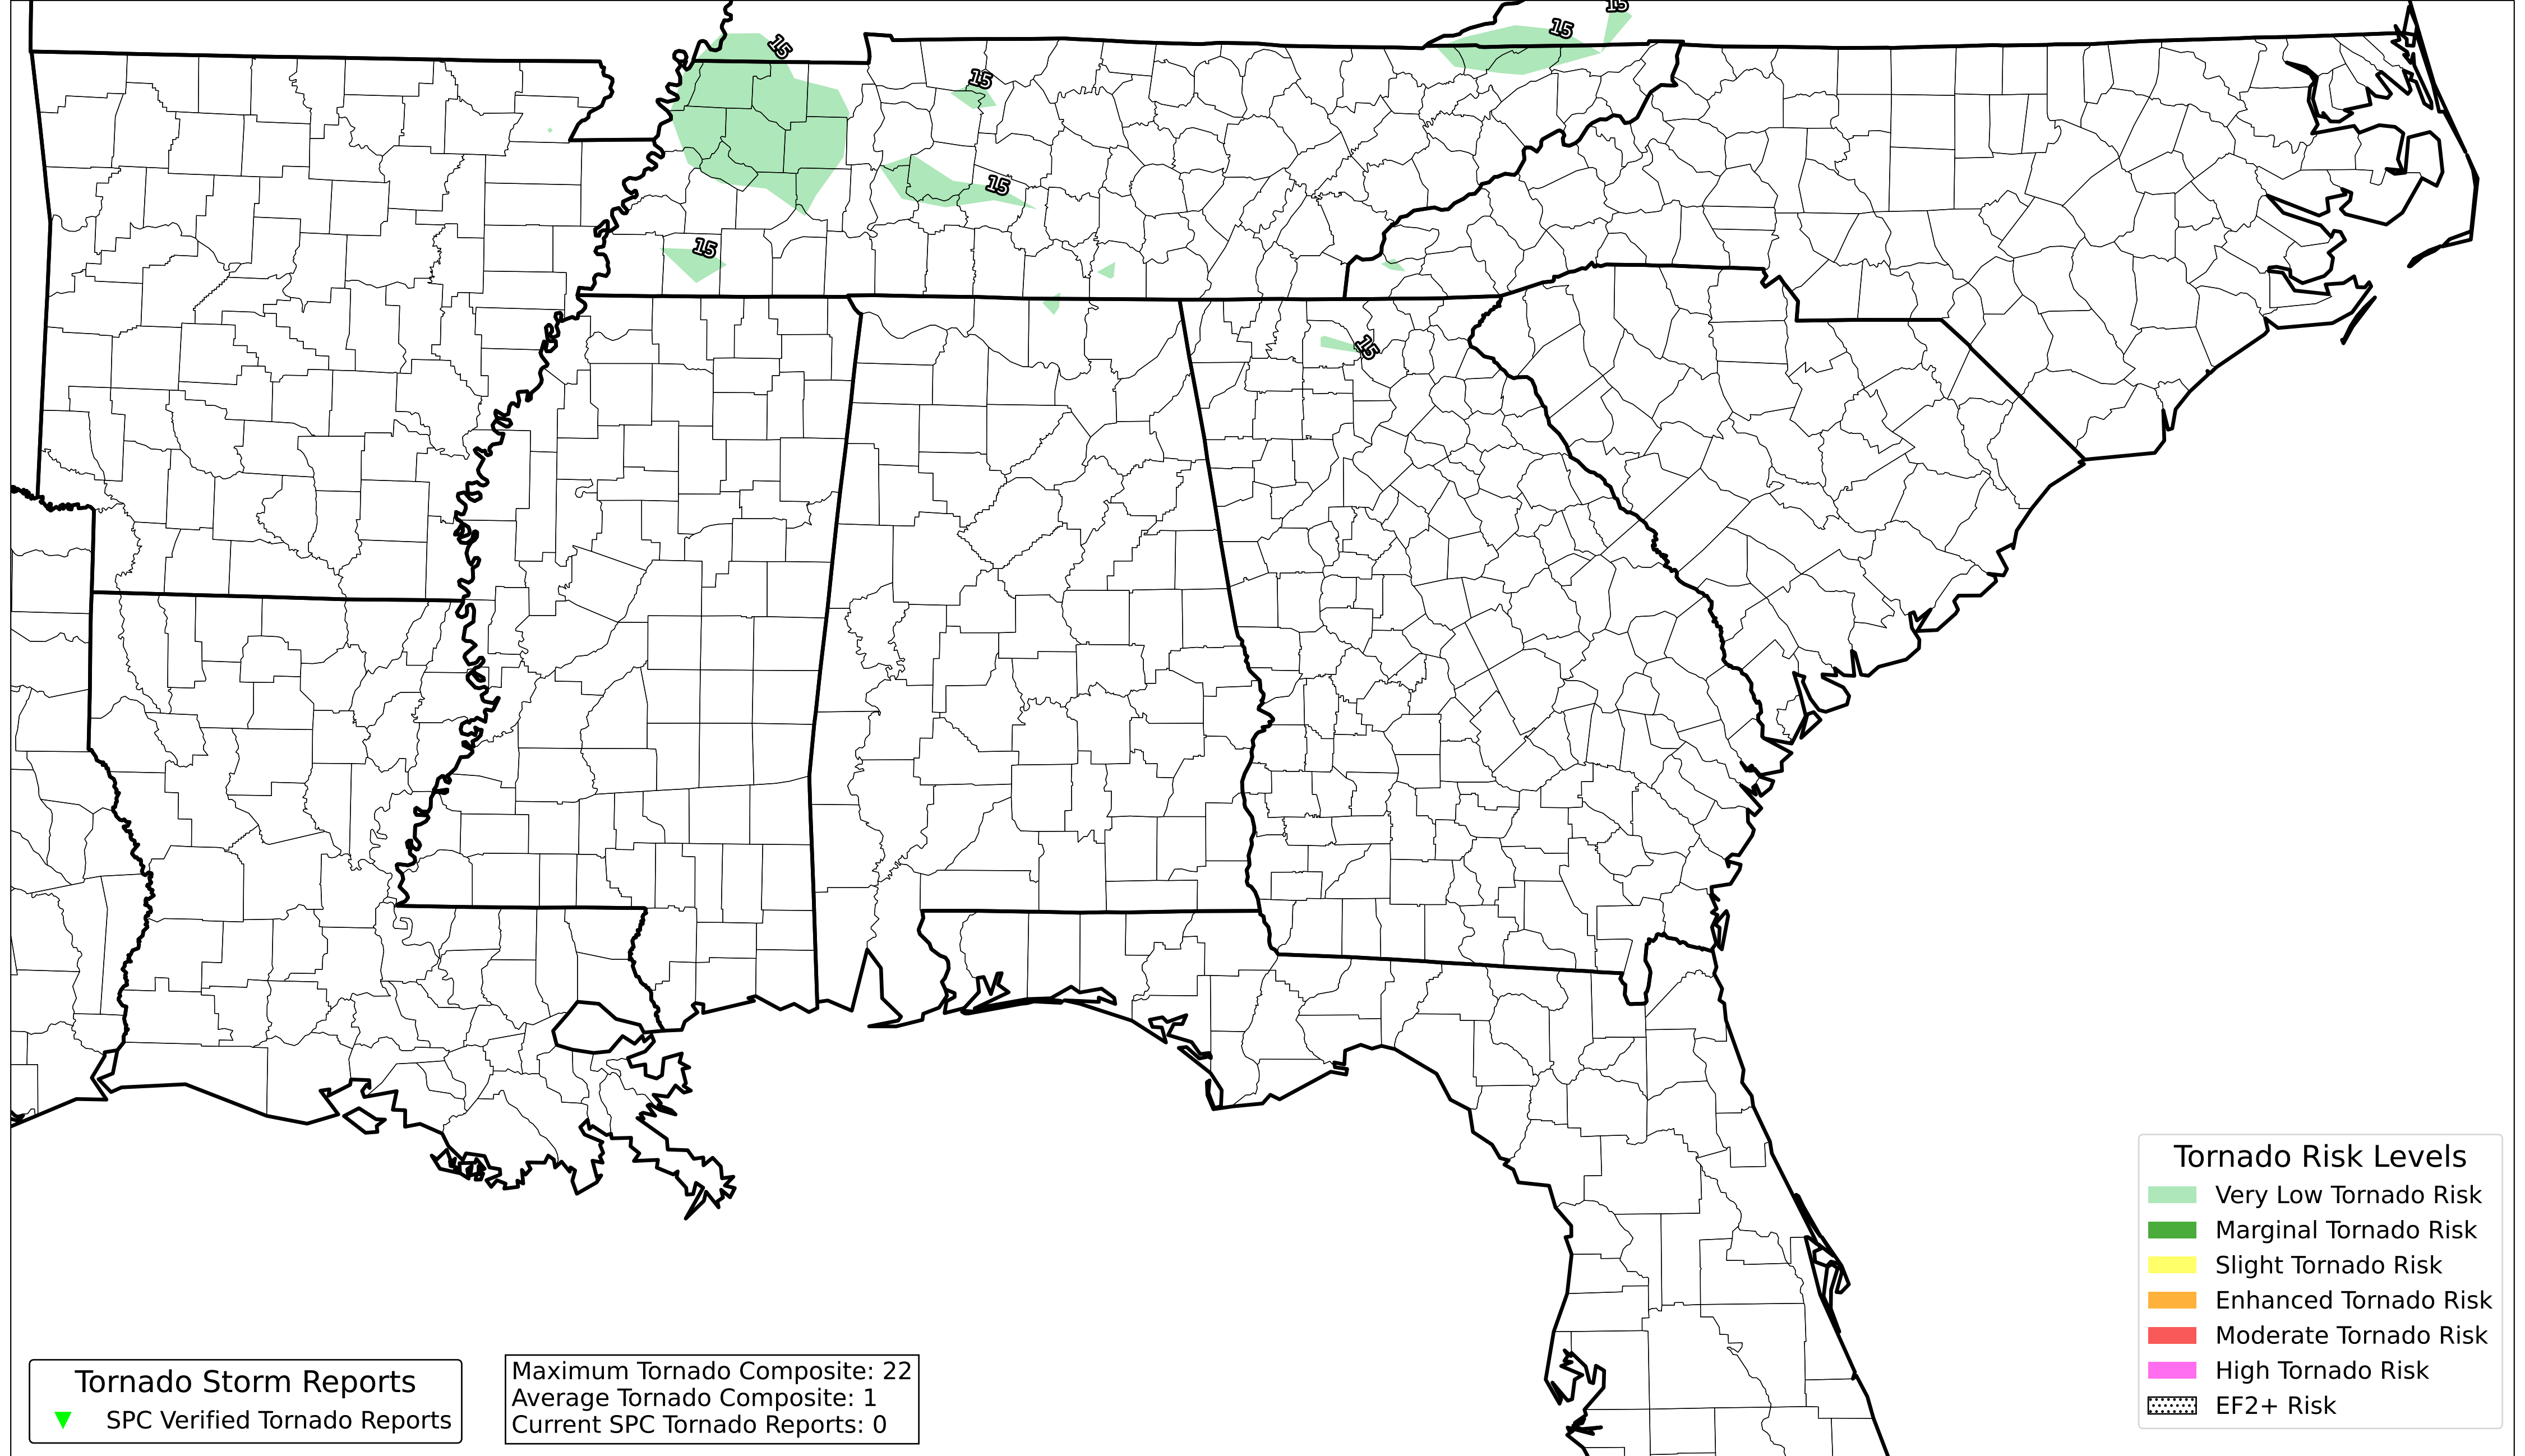 15
15
15
15
15
15
15
Tornado Risk Levels
Very Low Tornado Risk
Marginal Tornado Risk
Slight Tornado Risk
Enhanced Tornado Risk
Moderate Tornado Risk
High Tornado Risk
EF2+ Risk
Tornado Storm Reports
SPC Verified Tornado Reports
Maximum Tornado Composite: 22
Average Tornado Composite: 1
Current SPC Tornado Reports: 0